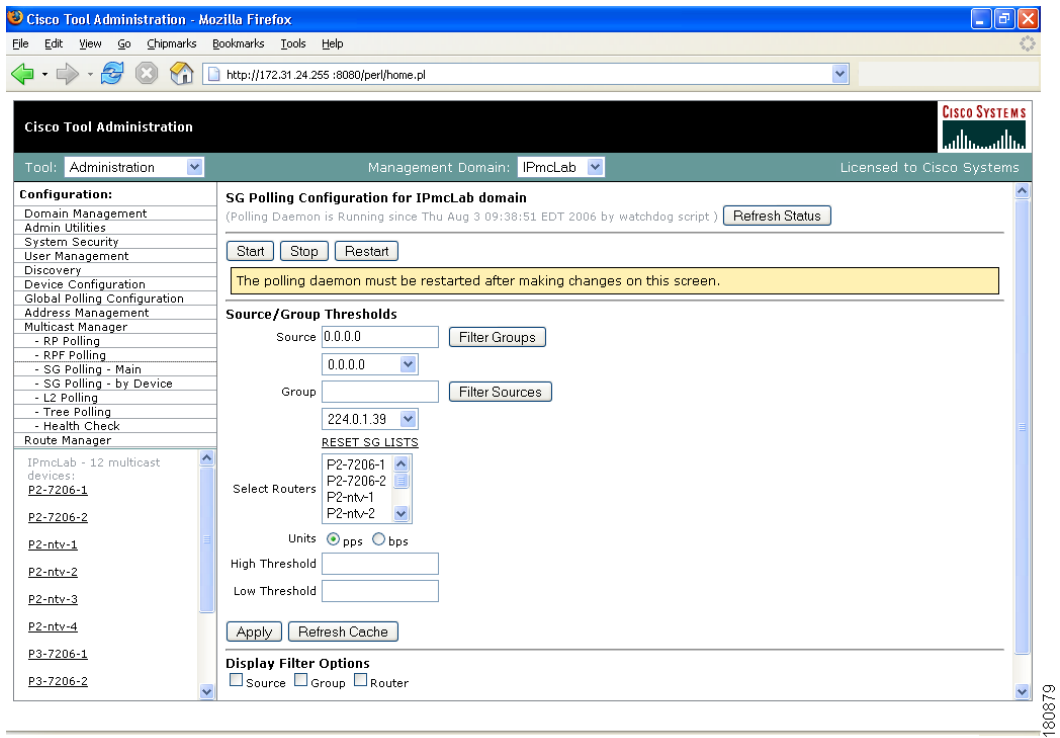 Cisco Tool Administration - Mozilla Firefox
File Edit View Go Chipmarks Bookmarks Tools Help
http://172.31.24.255 :8080/perl/home.pl
Cisco Tool Administration
CISCO SYSTEMS
Tool: Administration
Management Domain: IPmcLab
Licensed to Cisco Systems
Configuration:
Domain Management
Admin Utilities
System Security
User Management
Discovery
Device Configuration
Global Polling Configuration
Address Management
Multicast Manager
- RP Polling
- RPF Polling
- SG Polling - Main
- SG Polling - by Device
- L2 Polling
- Tree Polling
- Health Check
Route Manager
IPmcLab - 12 multicast
devices:
P2-7206-1
P2-7206-2
P2-ntv-1
P2-ntv-2
P2-ntv-3
P2-ntv-4
P3-7206-1
P3-7206-2
SG Polling Configuration for IPmcLab domain
(Polling Daemon is Running since Thu Aug 3 09:38:51 EDT 2006 by watchdog script ) Refresh Status
Start Stop Restart
The polling daemon must be restarted after making changes on this screen.
Source/Group Thresholds
Source 0.0.0.0 Filter Groups
0.0.0.0
Group Filter Sources
224.0.1.39
RESET SG LISTS
Select Routers
P2-7206-1
P2-7206-2
P2-ntv-1
P2-ntv-2
Units pps bps
High Threshold
Low Threshold
Apply Refresh Cache
Display Filter Options
Source Group Router
180879